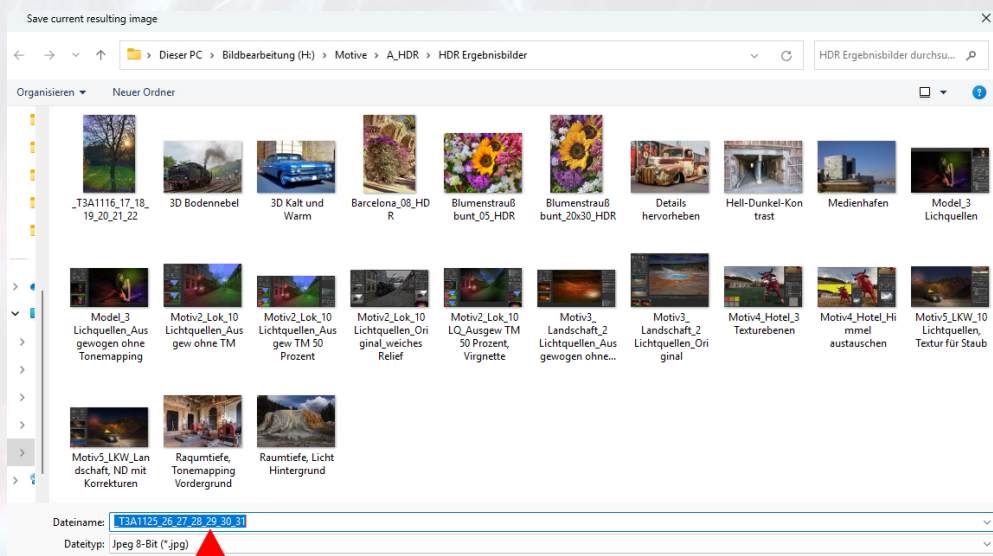 Save current resulting image
Dieser PC > Bildbearbeitung (H:) > Motive > A_HDR > HDR Ergebnisbilder
HDR Ergebnisbilder durchsu...
Organisieren
Neuer Ordner
_T3A1116_17_18_
19_20_21_22
3D Bodennebel
3D Kalt und
Warm
Barcelona_08_HD
R
Blumenstrauß
bunt_05_HDR
Blumenstrauß
bunt_20x30_HDR
Details
hervorheben
Hell-Dunkel-Kon
trast
Medienhafen
Model_3
Lichquellen
Model_3
Lichquellen_Aus
gewogen ohne
Tonemapping
Motiv2_Lok_10
Lichtquellen_Aus
gew ohne TM
Motiv2_Lok_10
Lichtquellen_Aus
gew TM 50
Prozent
Motiv2_Lok_10
Lichtquellen_Ori
ginal_weiches
Relief
Motiv2_Lok_10
LQ_Ausgew TM
50 Prozent,
Virgnette
Motiv3_
Landschaft_2
Lichtquellen_Aus
gewogen ohne...
Motiv3_
Landschaft_2
Lichtquellen_Ori
ginal
Motiv4_Hotel_3
Texturebenen
Motiv4_Hotel_Hi
mmel
austauschen
Motiv5_LKW_10
Lichtquellen,
Textur für Staub
Motiv5_LKW_Lan
dschaft, ND mit
Korrekturen
Raqumtiefe,
Tonemapping
Vordergrund
Raumtiefe, Licht
Hintergrund
Dateiname: _T3A1125_26_27_28_29_30_31
Dateityp: Jpeg 8-Bit (*.jpg)